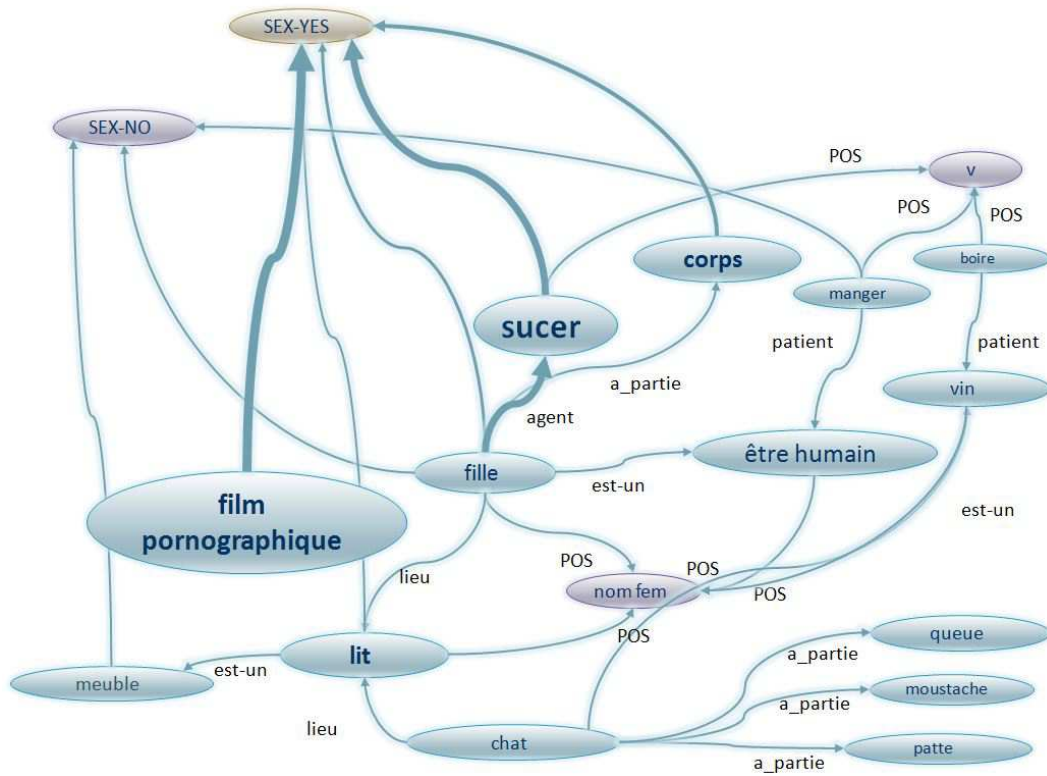 SEX-YES
SEX-NO
POS
v
POS
POS
corps
boire
manger
sucer
patient
patient
a_partie
vin
agent
être humain
fille
est-un
film
pornographique
est-un
POS
POS
lieu
nom fem
POS
queue
POS
lit
a_partie
est-un
meuble
moustache
a_partie
lieu
chat
patte
a_partie